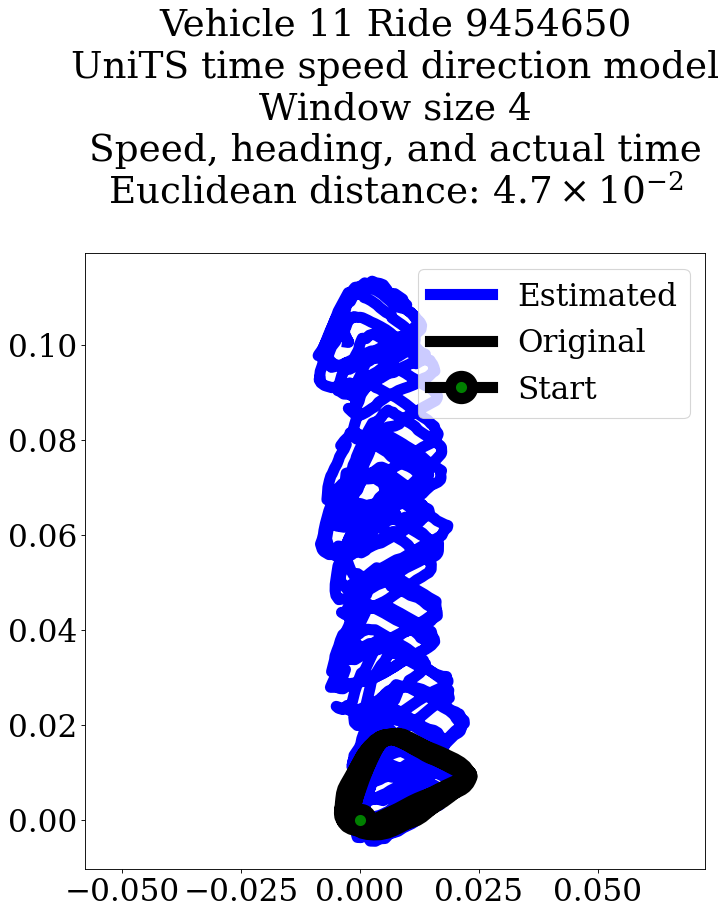 Vehicle 11 Ride 9454650
UniTS time speed direction model
Window size 4
Speed, heading, and actual time
Euclidean distance: 4.7 × 10⁻²
Estimated
Original
Start
0.10
0.08
0.06
0.04
0.02
0.00
−0.050 −0.025 0.000 0.025 0.050